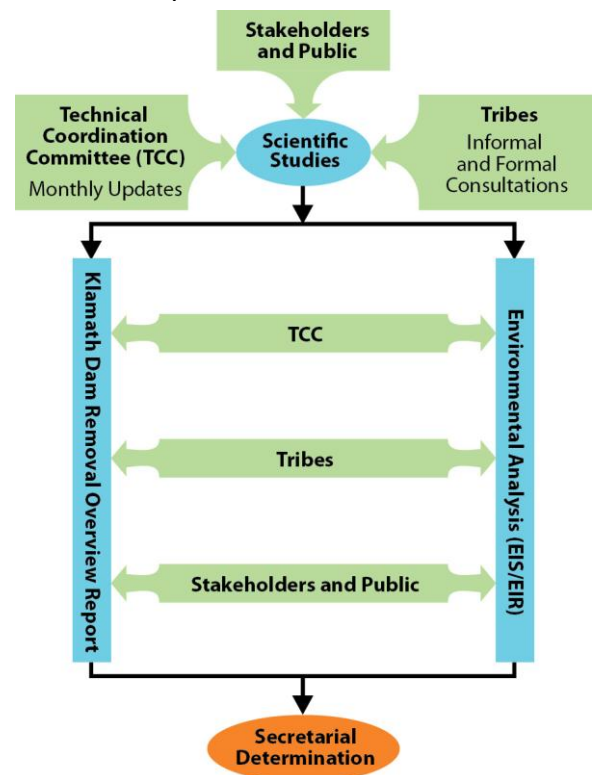 Stakeholders
and Public
Technical
Coordination
Committee (TCC)
Monthly Updates
Scientific
Studies
Tribes
Informal
and Formal
Consultations
Klamath Dam Removal Overview Report
TCC
Tribes
Stakeholders and Public
Environmental Analysis (EIS/EIR)
Secretarial
Determination